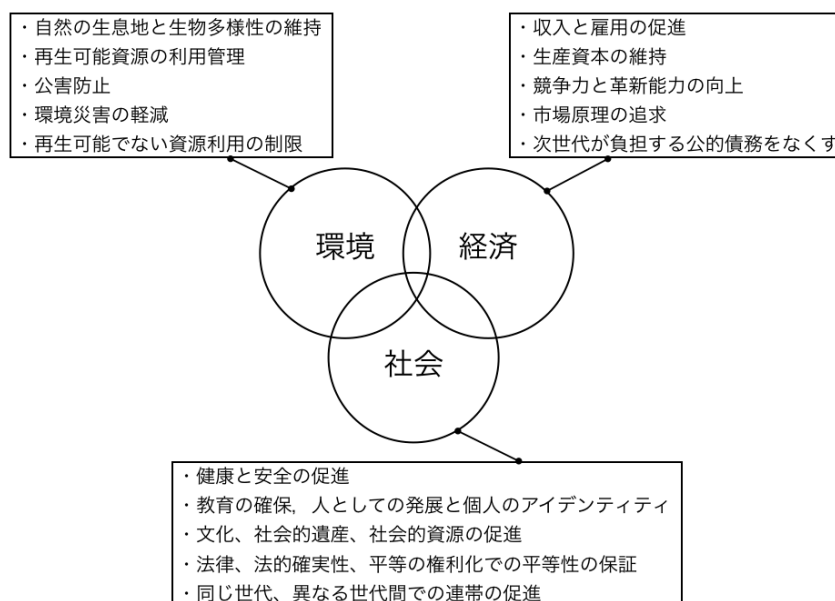 ・自然の生息地と生物多様性の維持
・再生可能資源の利用管理
・公害防止
・環境災害の軽減
・再生可能でない資源利用の制限
・収入と雇用の促進
・生産資本の維持
・競争力と革新能力の向上
・市場原理の追求
・次世代が負担する公的債務をなくす
環境
経済
社会
・健康と安全の促進
・教育の確保，人としての発展と個人のアイデンティティ
・文化、社会的遺産、社会的資源の促進
・法律、法的確実性、平等の権利化での平等性の保証
・同じ世代、異なる世代間での連帯の促進